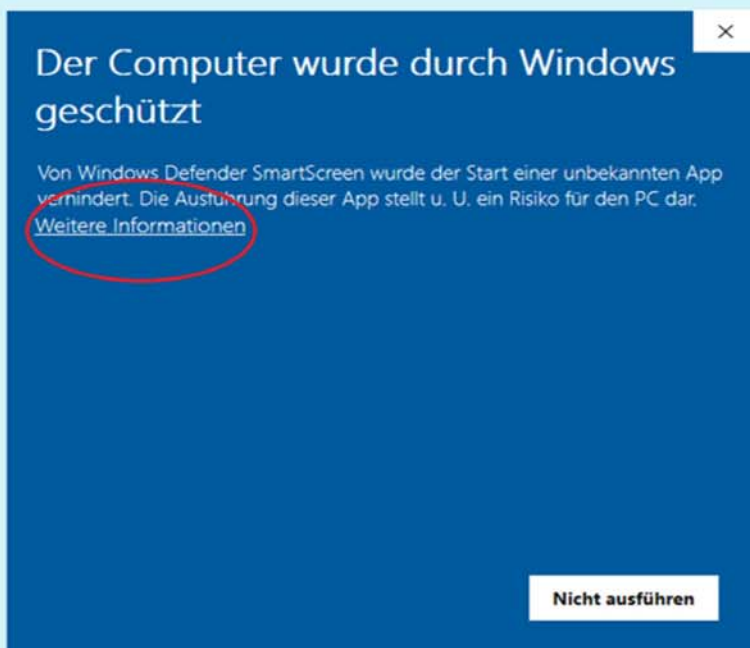 Der Computer wurde durch Windows
geschützt
Von Windows Defender SmartScreen wurde der Start einer unbekannten App
verhindert. Die Ausführung dieser App stellt u. U. ein Risiko für den PC dar.
Weitere Informationen
Nicht ausführen